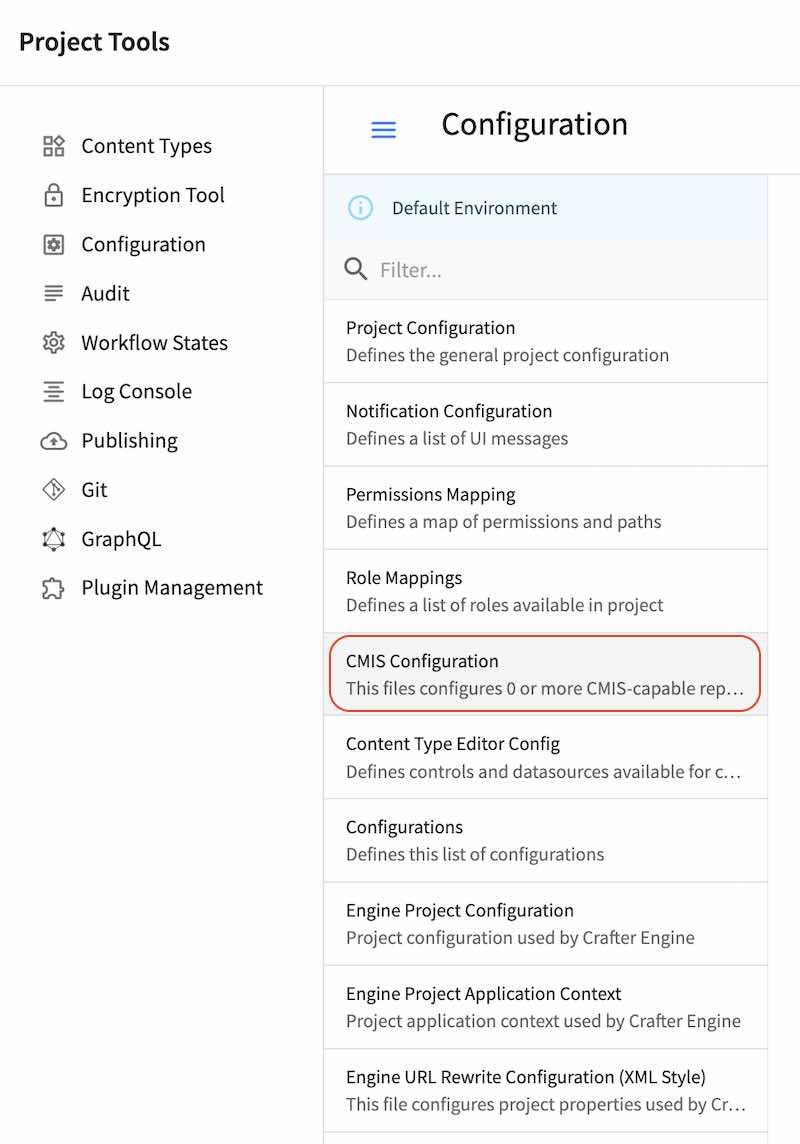 Project Tools
Content Types
Encryption Tool
Configuration
Audit
Workflow States
Log Console
Publishing
Git
GraphQL
Plugin Management
Configuration
Default Environment
Filter...
Project Configuration
Defines the general project configuration
Notification Configuration
Defines a list of UI messages
Permissions Mapping
Defines a map of permissions and paths
Role Mappings
Defines a list of roles available in project
CMIS Configuration
This files configures 0 or more CMIS-capable rep…
Content Type Editor Config
Defines controls and datasources available for c…
Configurations
Defines this list of configurations
Engine Project Configuration
Project configuration used by Crafter Engine
Engine Project Application Context
Project application context used by Crafter Engine
Engine URL Rewrite Configuration (XML Style)
This file configures project properties used by Cr…